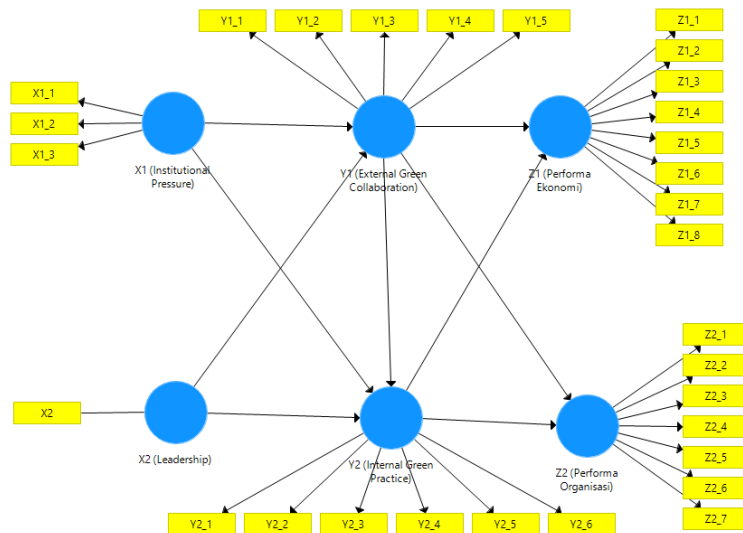 Y1_1
Y1_2
Y1_3
Y1_4
Y1_5
Z1_1
Z1_2
Z1_3
Z1_4
Z1_5
Z1_6
Z1_7
Z1_8
X1_1
X1_2
X1_3
X1 (Institutional
Pressure)
Y1 (External Green
Collaboration)
Z1 (Performa
Ekonomi)
X2
X2 (Leadership)
Y2 (Internal Green
Practice)
Z2 (Performa
Organisasi)
Z2_1
Z2_2
Z2_3
Z2_4
Z2_5
Z2_6
Z2_7
Y2_1
Y2_2
Y2_3
Y2_4
Y2_5
Y2_6